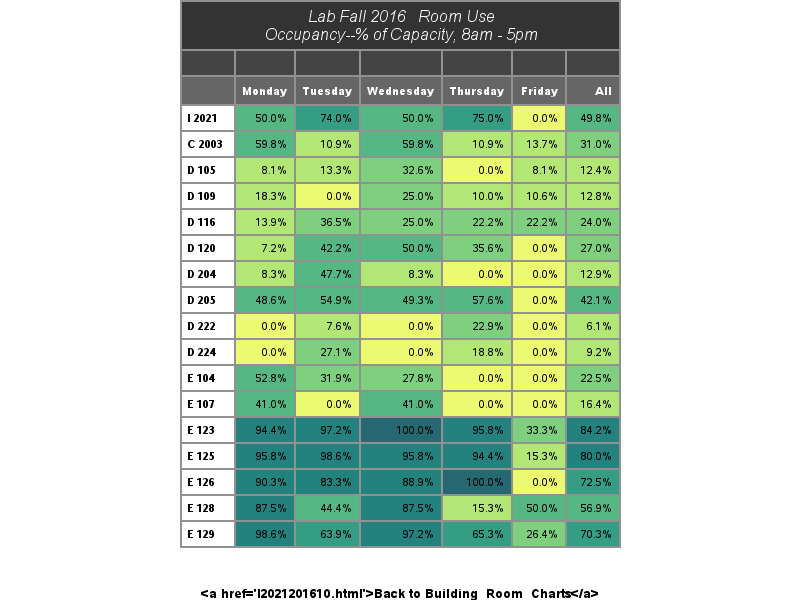 Lab Fall 2016 Room Use
Occupancy--% of Capacity, 8am - 5pm
Monday Tuesday Wednesday Thursday Friday All
I 2021 50.0% 74.0% 50.0% 75.0% 0.0% 49.8%
C 2003 59.8% 10.9% 59.8% 10.9% 13.7% 31.0%
D 105 8.1% 13.3% 32.6% 0.0% 8.1% 12.4%
D 109 18.3% 0.0% 25.0% 10.0% 10.6% 12.8%
D 116 13.9% 36.5% 25.0% 22.2% 22.2% 24.0%
D 120 7.2% 42.2% 50.0% 35.6% 0.0% 27.0%
D 204 8.3% 47.7% 8.3% 0.0% 0.0% 12.9%
D 205 48.6% 54.9% 49.3% 57.6% 0.0% 42.1%
D 222 0.0% 7.6% 0.0% 22.9% 0.0% 6.1%
D 224 0.0% 27.1% 0.0% 18.8% 0.0% 9.2%
E 104 52.8% 31.9% 27.8% 0.0% 0.0% 22.5%
E 107 41.0% 0.0% 41.0% 0.0% 0.0% 16.4%
E 123 94.4% 97.2% 100.0% 95.8% 33.3% 84.2%
E 125 95.8% 98.6% 95.8% 94.4% 15.3% 80.0%
E 126 90.3% 83.3% 88.9% 100.0% 0.0% 72.5%
E 128 87.5% 44.4% 87.5% 15.3% 50.0% 56.9%
E 129 98.6% 63.9% 97.2% 65.3% 26.4% 70.3%
<a href='I2021201610.html'>Back to Building_Room_Charts</a>